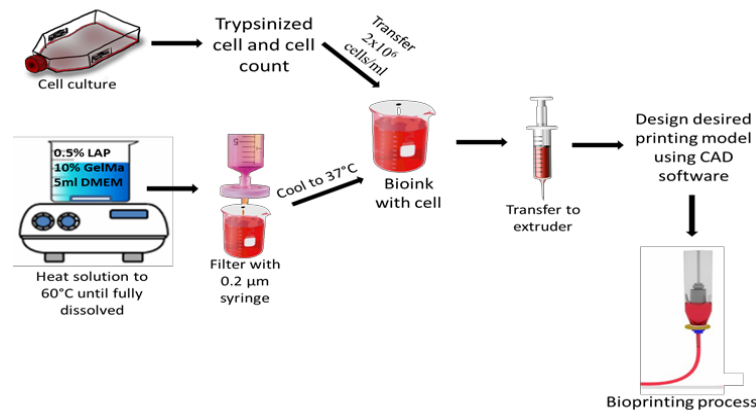 Cell culture
Trypsinized
cell and cell
count
Transfer
2x10⁶
cells/ml
0.5% LAP
10% GelMa
5ml DMEM
Heat solution to
60°C until fully
dissolved
Filter with
0.2 µm
syringe
Cool to 37°C
Bioink
with cell
Transfer to
extruder
Design desired
printing model
using CAD
software
Bioprinting process